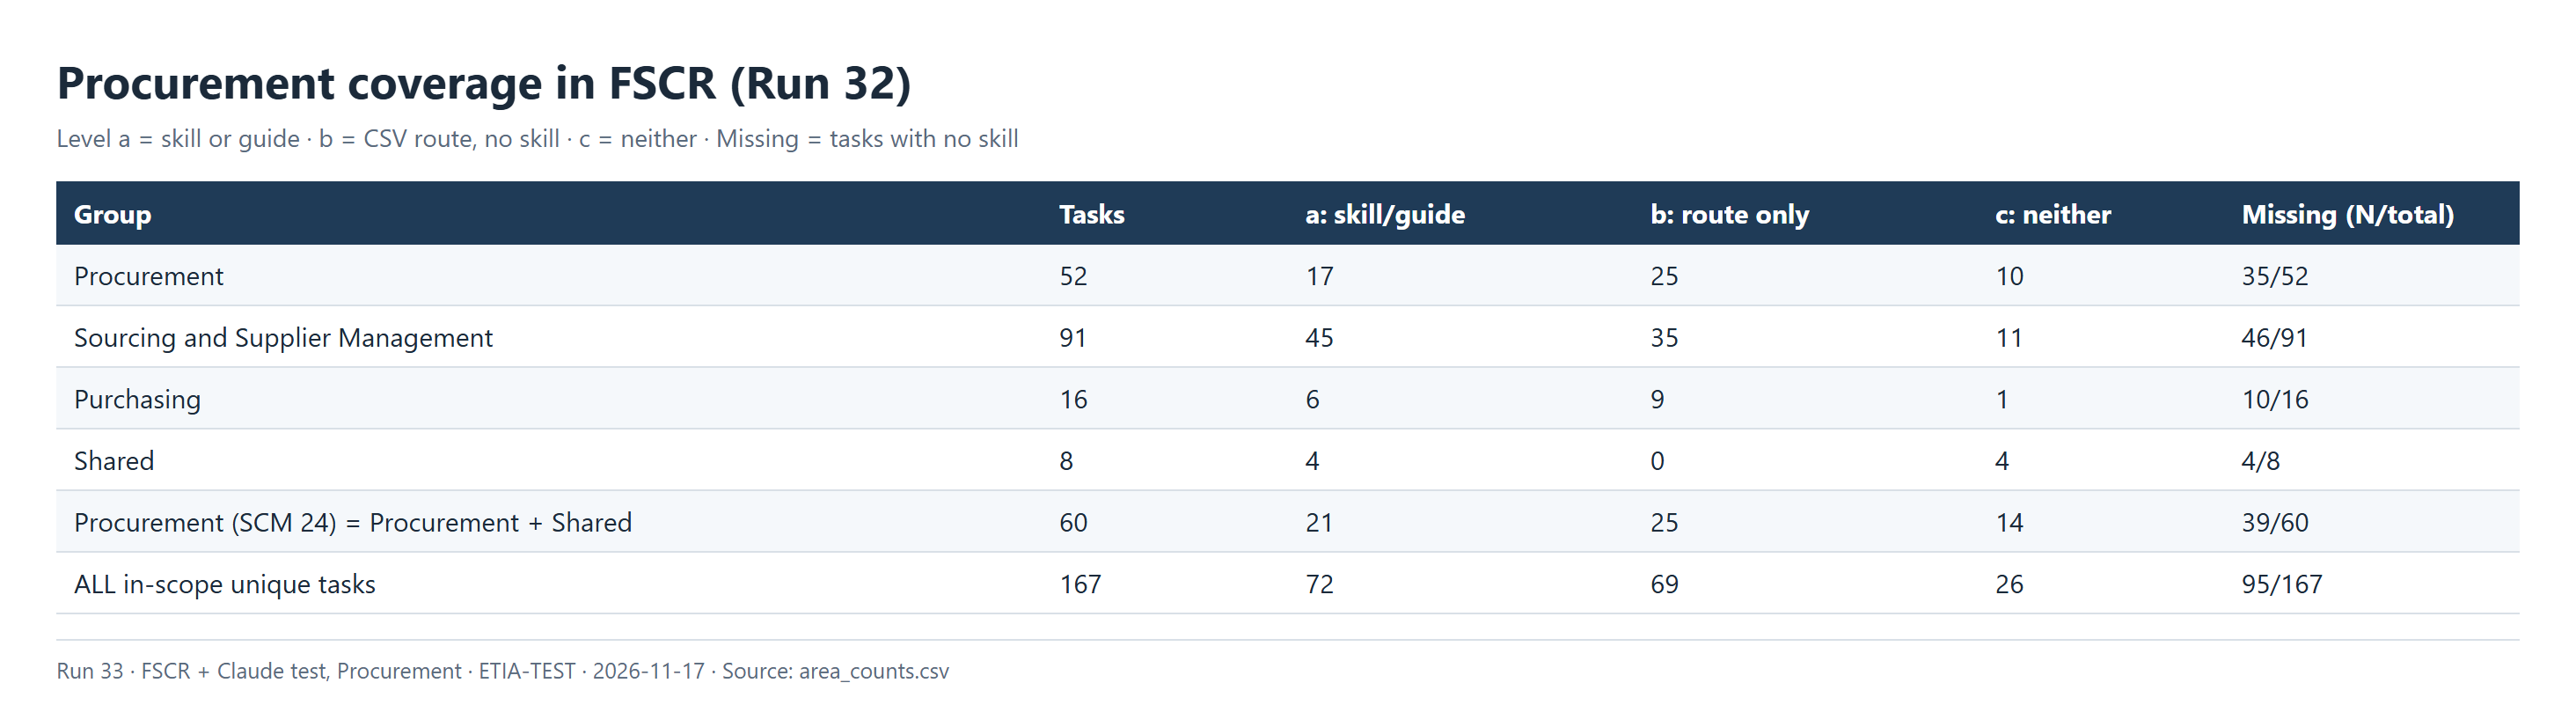 Procurement coverage in FSCR (Run 32)
Level a = skill or guide · b = CSV route, no skill · c = neither · Missing = tasks with no skill
Group Tasks a: skill/guide b: route only c: neither Missing (N/total)
Procurement 52 17 25 10 35/52
Sourcing and Supplier Management 91 45 35 11 46/91
Purchasing 16 6 9 1 10/16
Shared 8 4 0 4 4/8
Procurement (SCM 24) = Procurement + Shared 60 21 25 14 39/60
ALL in-scope unique tasks 167 72 69 26 95/167
Run 33 · FSCR + Claude test, Procurement · ETIA-TEST · 2026-11-17 · Source: area_counts.csv